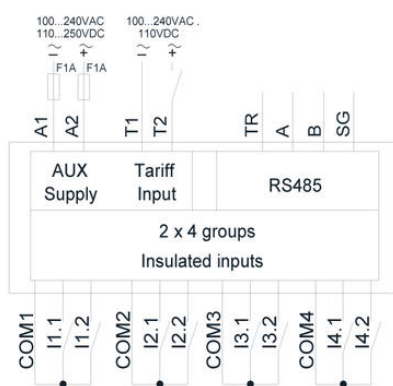 100...240VAC 100...240VAC .
110...250VDC 110VDC
~ + ~ +
− −
F1A F1A
A1 A2 T1 T2 TR A B SG
AUX Supply
Tariff Input
RS485
2 x 4 groups
Insulated inputs
COM1 I1.1 I1.2 COM2 I2.1 I2.2 COM3 I3.1 I3.2 COM4 I4.1 I4.2